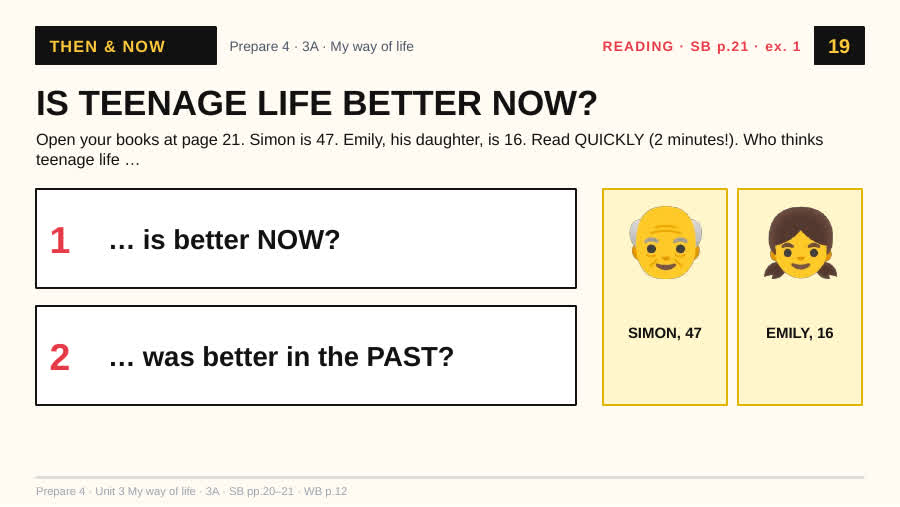 THEN & NOW
Prepare 4 · 3A · My way of life
READING · SB p.21 · ex. 1
19
IS TEENAGE LIFE BETTER NOW?
Open your books at page 21. Simon is 47. Emily, his daughter, is 16. Read QUICKLY (2 minutes!). Who thinks
teenage life …
1 … is better NOW?
2 … was better in the PAST?
SIMON, 47
EMILY, 16
Prepare 4 · Unit 3 My way of life · 3A · SB pp.20–21 · WB p.12